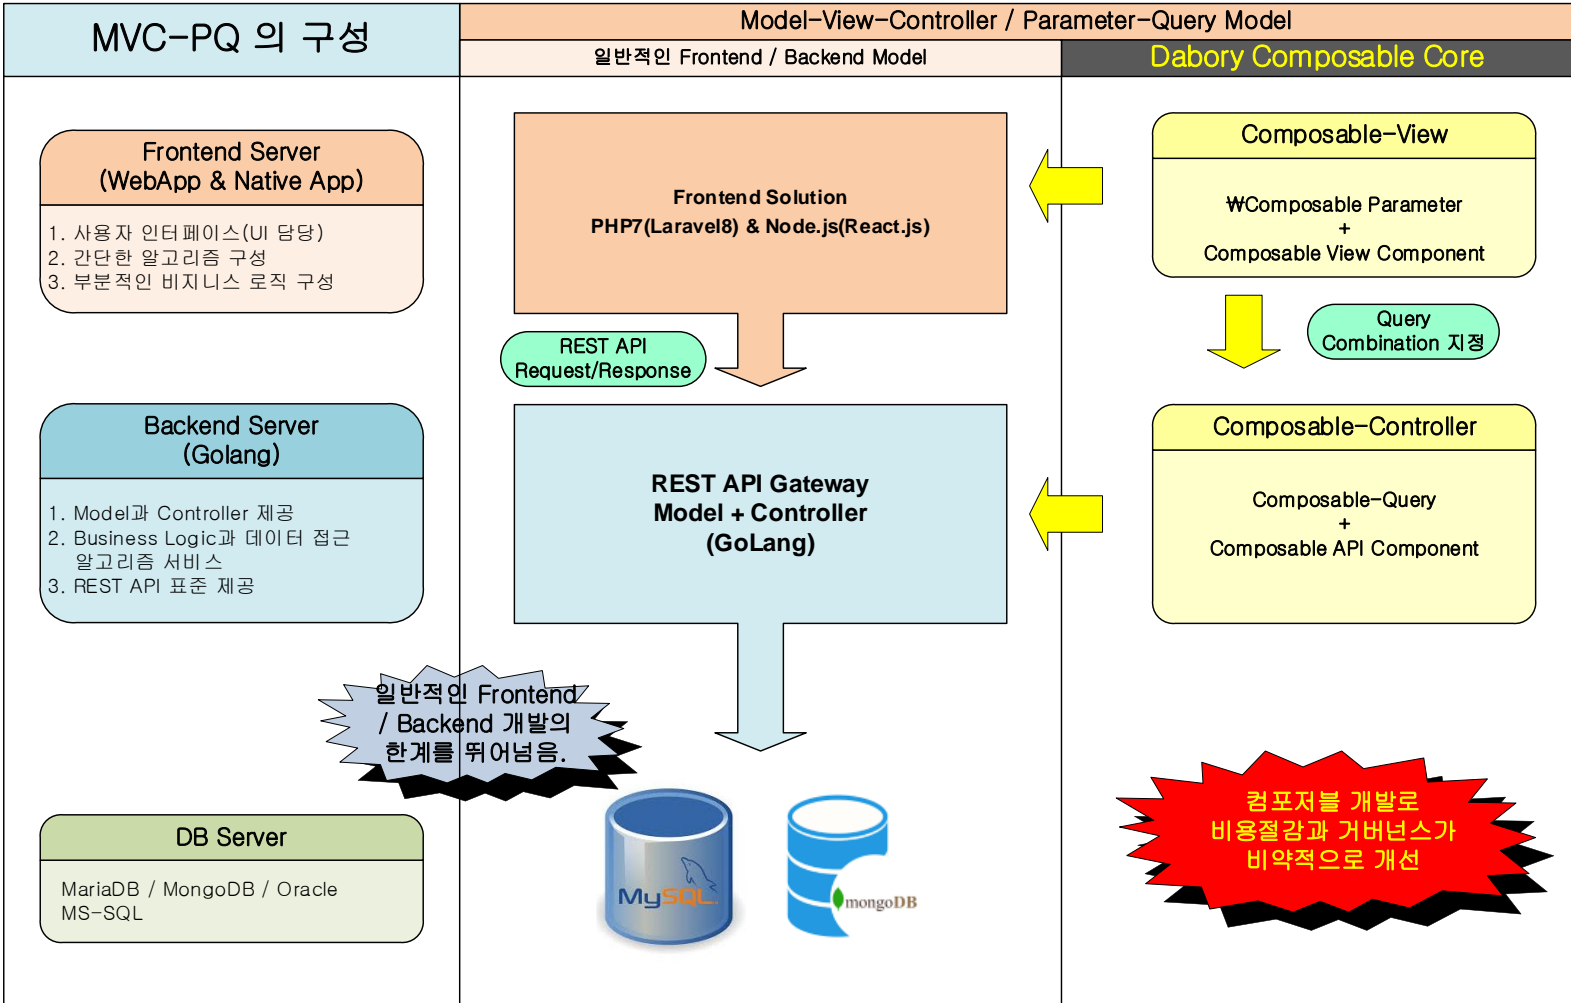 MVC-PQ 의 구성
Model-View-Controller / Parameter-Query Model
일반적인 Frontend / Backend Model
Dabory Composable Core
Frontend Server
(WebApp & Native App)
1. 사용자 인터페이스(UI 담당)
2. 간단한 알고리즘 구성
3. 부분적인 비지니스 로직 구성
Frontend Solution
PHP7(Laravel8) & Node.js(React.js)
Composable-View
₩Composable Parameter
+
Composable View Component
REST API
Request/Response
Query
Combination 지정
Backend Server
(Golang)
1. Model과 Controller 제공
2. Business Logic과 데이터 접근
알고리즘 서비스
3. REST API 표준 제공
REST API Gateway
Model + Controller
(GoLang)
Composable-Controller
Composable-Query
+
Composable API Component
일반적인 Frontend
/ Backend 개발의
한계를 뛰어넘음.
DB Server
MariaDB / MongoDB / Oracle
MS-SQL
MySQL
mongoDB
컴포저블 개발로
비용절감과 거버넌스가
비약적으로 개선